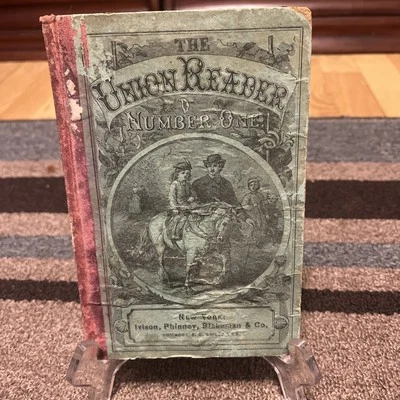 THE
UNION READER
NUMBER ONE.
NEW YORK:
Ivison, Phinney, Blakeman & Co.